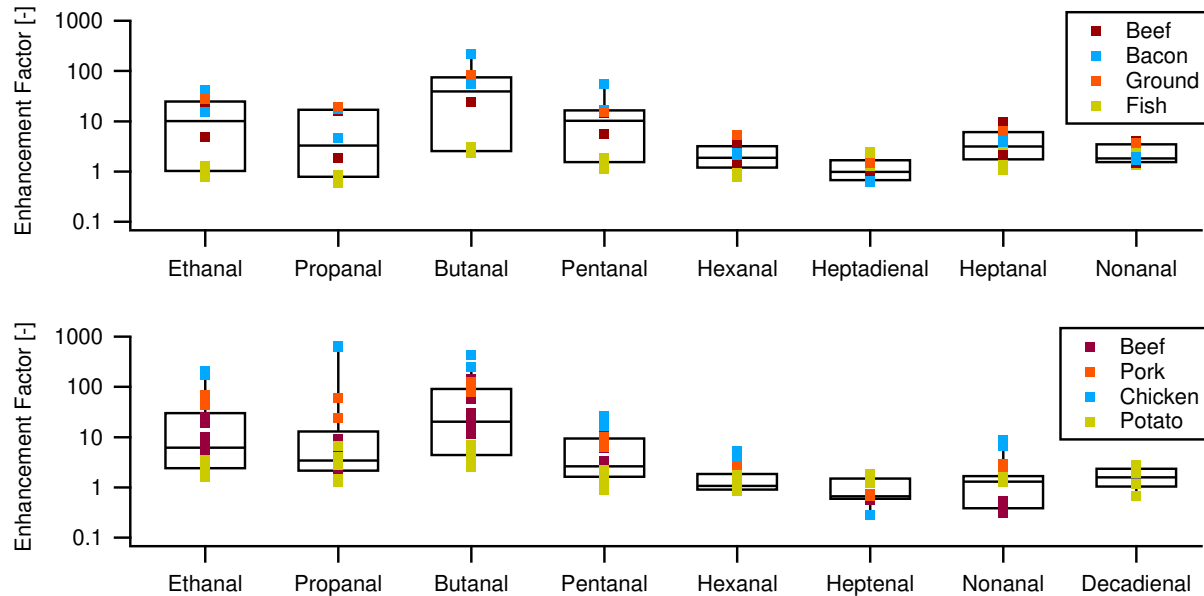 Enhancement Factor [-]
1000
100
10
1
0.1
Beef
Bacon
Ground
Fish
Ethanal Propanal Butanal Pentanal Hexanal Heptadienal Heptanal Nonanal
Enhancement Factor [-]
1000
100
10
1
0.1
Beef
Pork
Chicken
Potato
Ethanal Propanal Butanal Pentanal Hexanal Heptenal Nonanal Decadienal